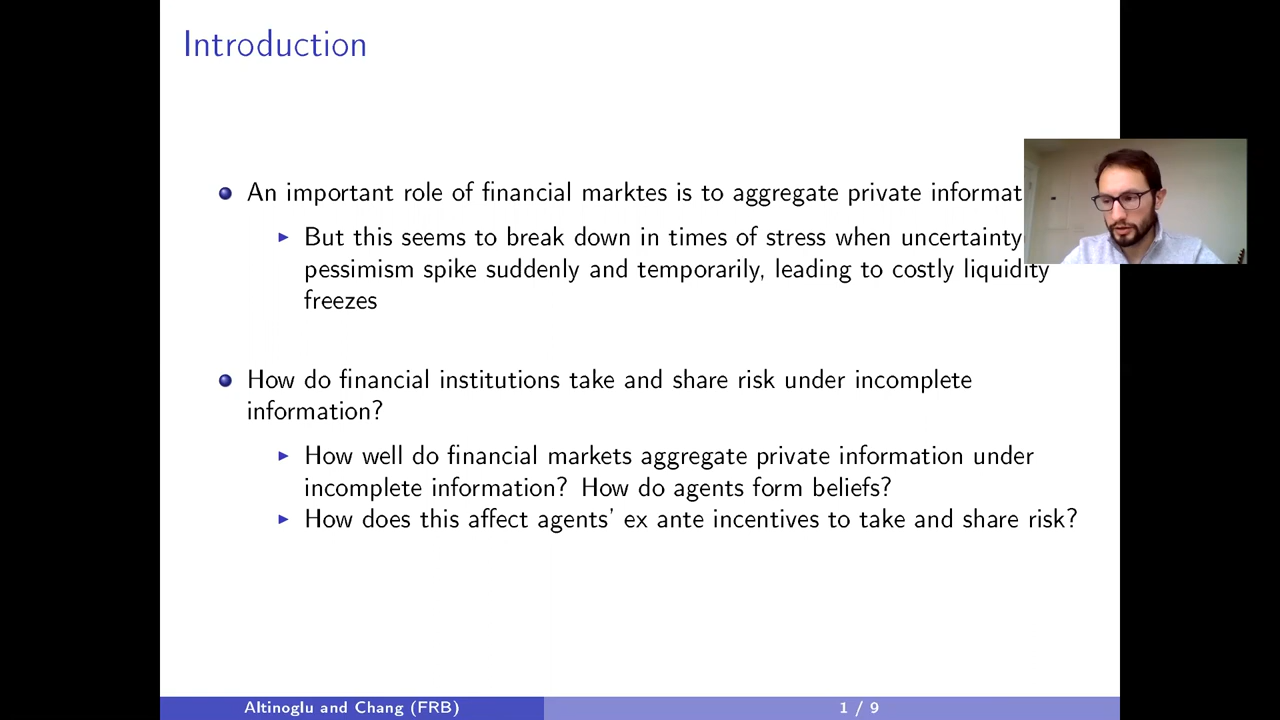 Introduction
An important role of financial marktes is to aggregate private informat
But this seems to break down in times of stress when uncertainty
pessimism spike suddenly and temporarily, leading to costly liquidity
freezes
How do financial institutions take and share risk under incomplete
information?
How well do financial markets aggregate private information under
incomplete information? How do agents form beliefs?
How does this affect agents' ex ante incentives to take and share risk?
Altinoglu and Chang (FRB)
1 / 9